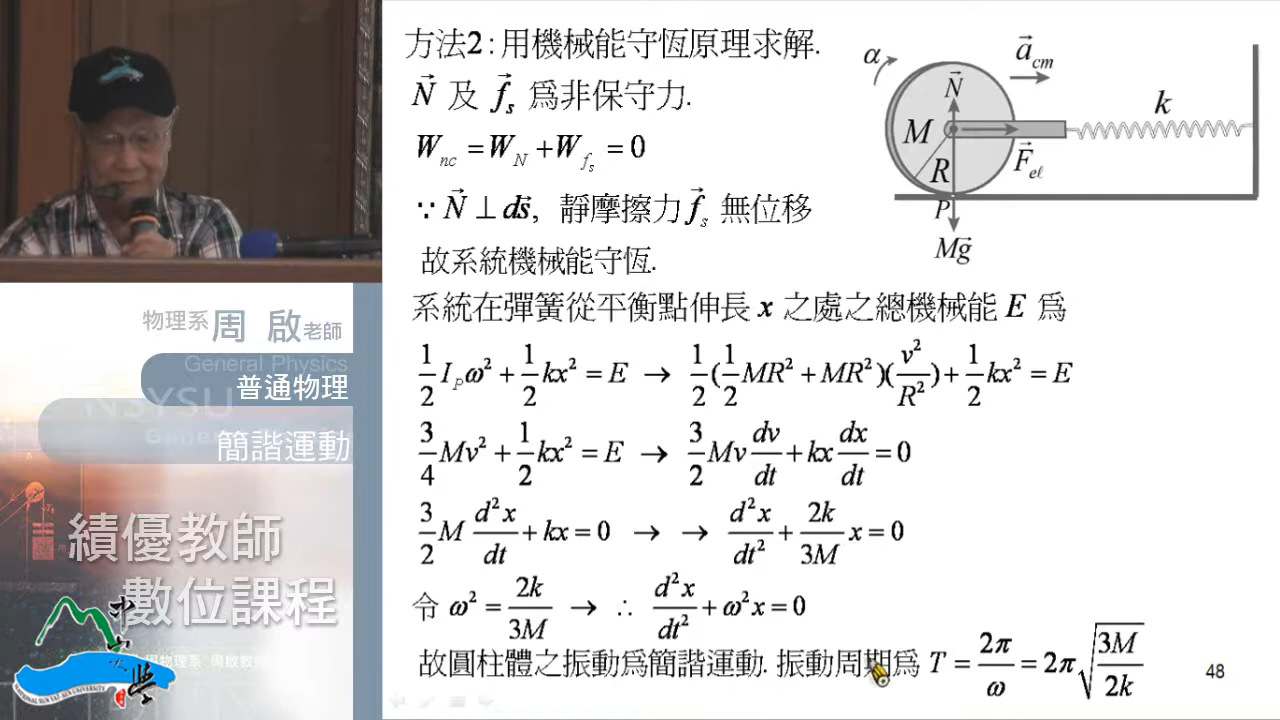 方法2：用機械能守恆原理求解.
N⃗ 及 f⃗ₛ 爲非保守力.
W_nc = W_N + W_fₛ = 0
∵ N⃗ ⊥ ds⃗, 靜摩擦力 f⃗ₛ 無位移
故系統機械能守恆.
α
a⃗_cm
N⃗
k
M
R
F⃗_eℓ
P
Mg⃗
系統在彈簧從平衡點伸長 x 之處之總機械能 E 爲
1/2 I_P ω² + 1/2 kx² = E → 1/2 (1/2 MR² + MR²)(v²/R²) + 1/2 kx² = E
3/4 Mv² + 1/2 kx² = E → 3/2 Mv dv/dt + kx dx/dt = 0
3/2 M d²x/dt + kx = 0 → → d²x/dt² + 2k/3M x = 0
令 ω² = 2k/3M → ∴ d²x/dt² + ω²x = 0
故圓柱體之振動爲簡諧運動. 振動周期爲 T = 2π/ω = 2π√(3M/2k)
48
物理系 周 啟 老師
General Physics
普通物理
NSYSU
簡諧運動
績優教師
數位課程